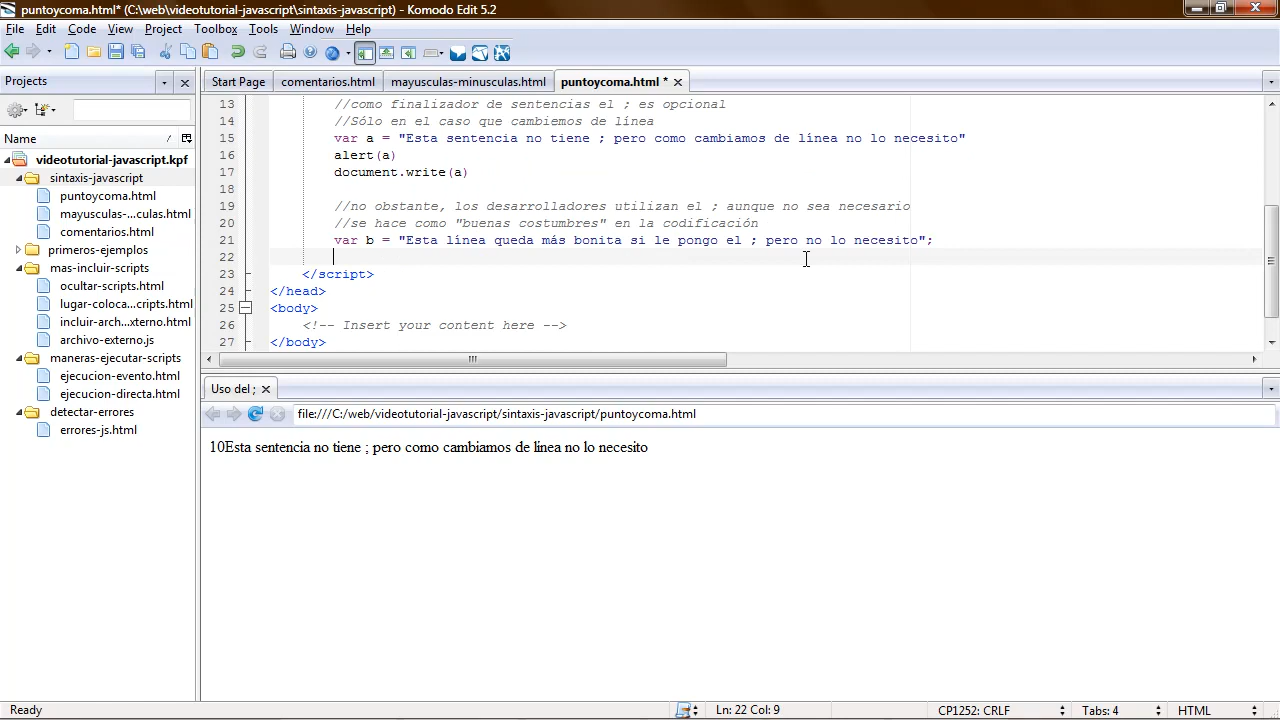 puntoycoma.html* (C:\web\videotutorial-javascript\sintaxis-javascript) - Komodo Edit 5.2
File Edit Code View Project Toolbox Tools Window Help
Projects
Start Page comentarios.html mayusculas-minusculas.html puntoycoma.html *
Name
videotutorial-javascript.kpf
sintaxis-javascript
puntoycoma.html
mayusculas-...culas.html
comentarios.html
primeros-ejemplos
mas-incluir-scripts
ocultar-scripts.html
lugar-coloca...cripts.html
incluir-arch...xterno.html
archivo-externo.js
maneras-ejecutar-scripts
ejecucion-evento.html
ejecucion-directa.html
detectar-errores
errores-js.html
13 //como finalizador de sentencias el ; es opcional
14 //Sólo en el caso que cambiemos de línea
15 var a = "Esta sentencia no tiene ; pero como cambiamos de línea no lo necesito"
16 alert(a)
17 document.write(a)
18
19 //no obstante, los desarrolladores utilizan el ; aunque no sea necesario
20 //se hace como "buenas costumbres" en la codificación
21 var b = "Esta línea queda más bonita si le pongo el ; pero no lo necesito";
22
23 </script>
24 </head>
25 <body>
26 <!-- Insert your content here -->
27 </body>
Uso del ;
file:///C:/web/videotutorial-javascript/sintaxis-javascript/puntoycoma.html
10Esta sentencia no tiene ; pero como cambiamos de línea no lo necesito
Ready Ln: 22 Col: 9 CP1252: CRLF Tabs: 4 HTML